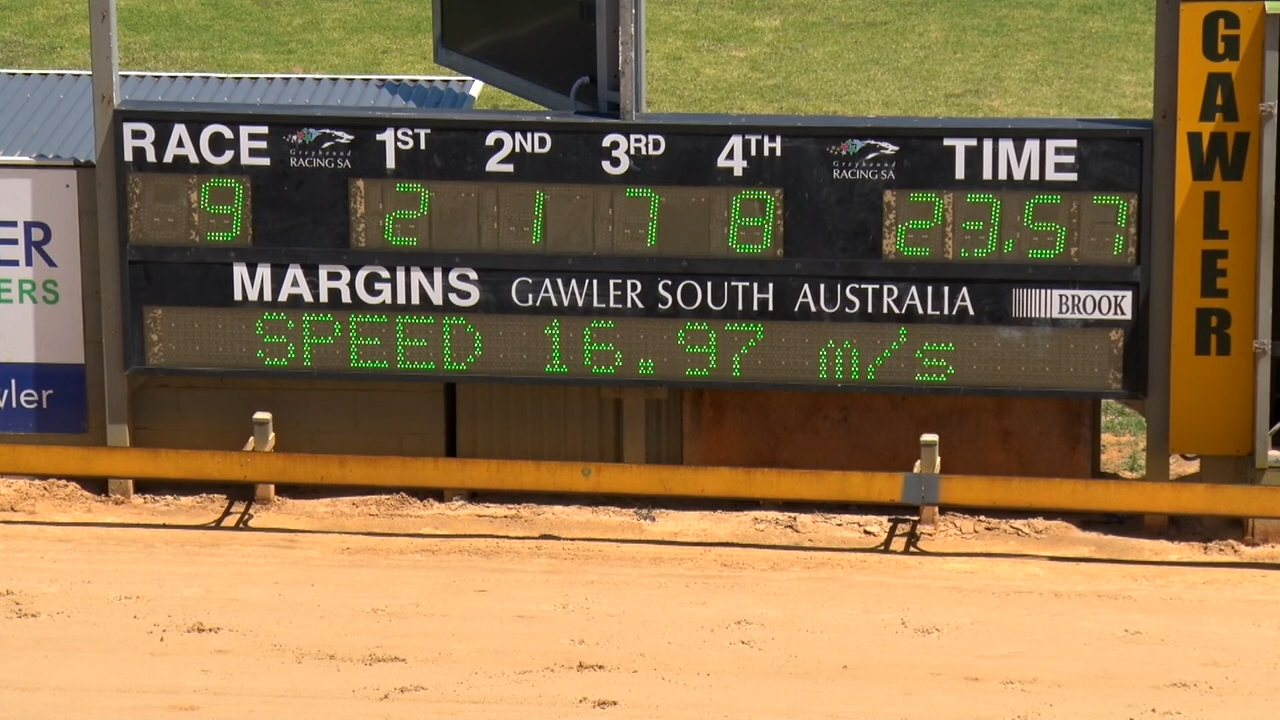 RACE Greyhound RACING SA 1ST 2ND 3RD 4TH Greyhound RACING SA TIME
9 2 1 7 8 23.57
MARGINS GAWLER SOUTH AUSTRALIA BROOK
SPEED 16.97 m/s
GAWLER
ER
ERS
wler